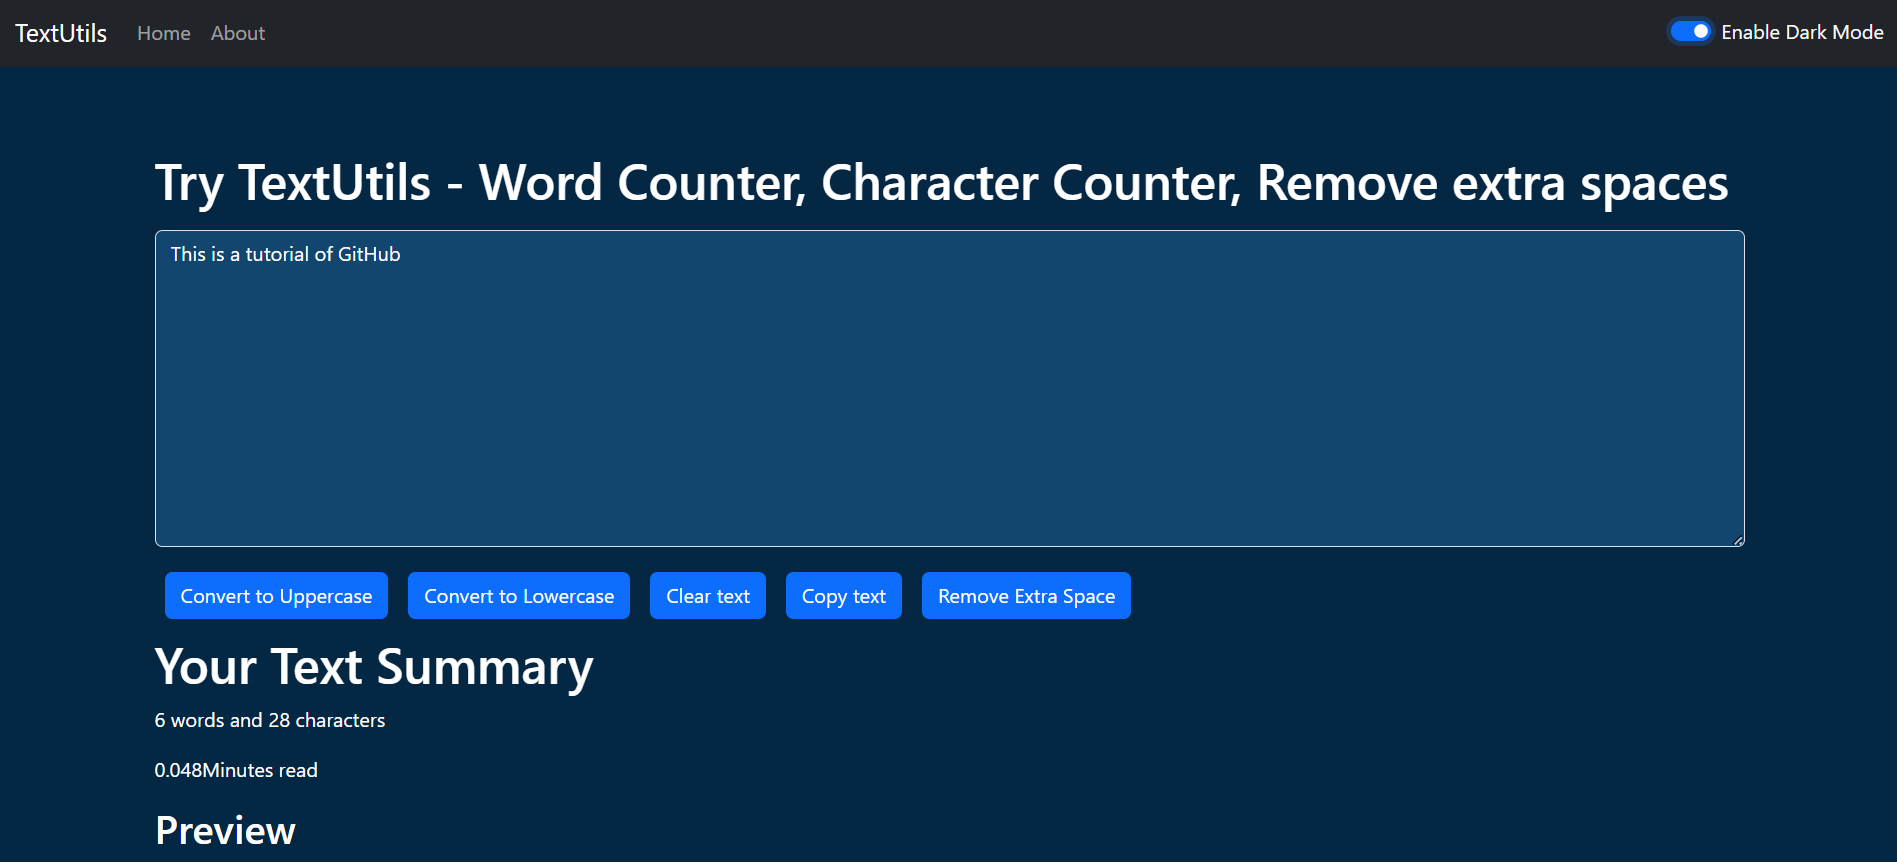 TextUtils Home About Enable Dark Mode
Try TextUtils - Word Counter, Character Counter, Remove extra spaces
This is a tutorial of GitHub
Convert to Uppercase Convert to Lowercase Clear text Copy text Remove Extra Space
Your Text Summary
6 words and 28 characters
0.048Minutes read
Preview